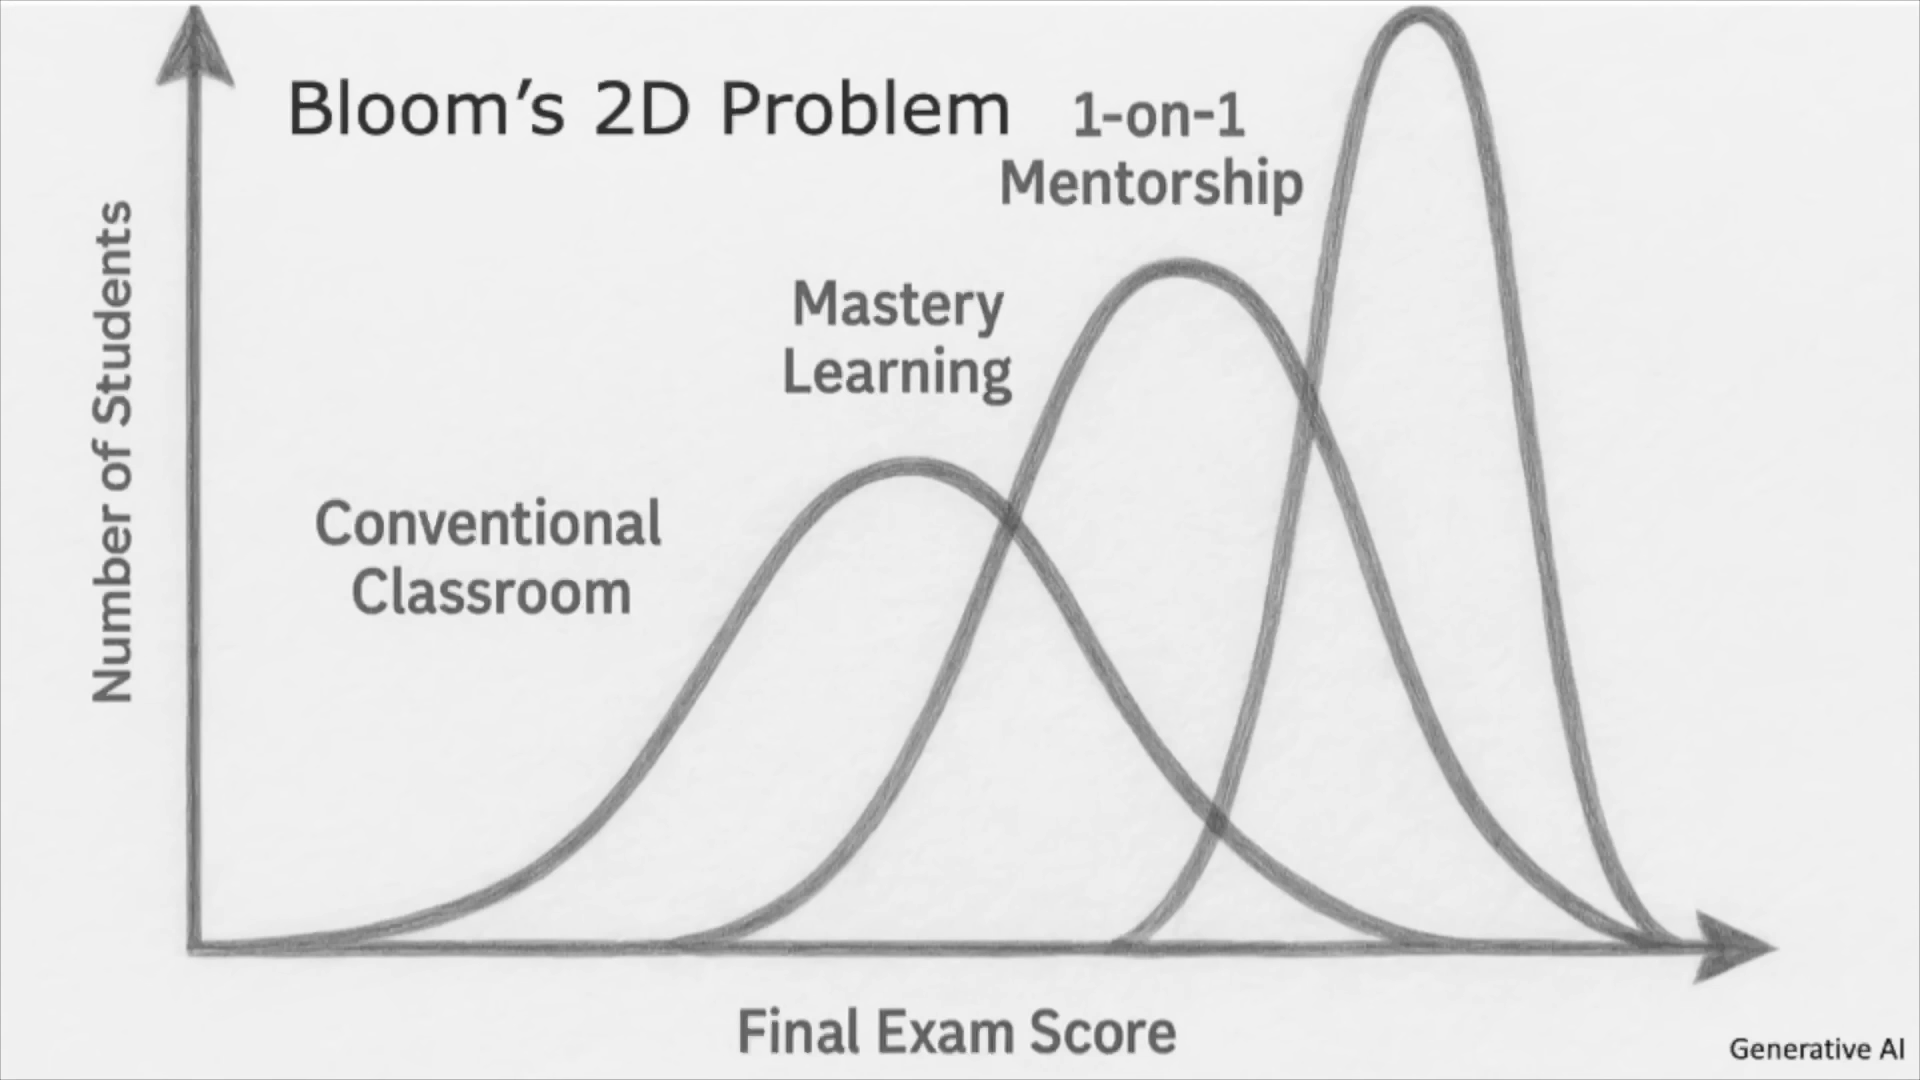 Bloom's 2D Problem
1-on-1
Mentorship
Mastery
Learning
Conventional
Classroom
Number of Students
Final Exam Score
Generative AI